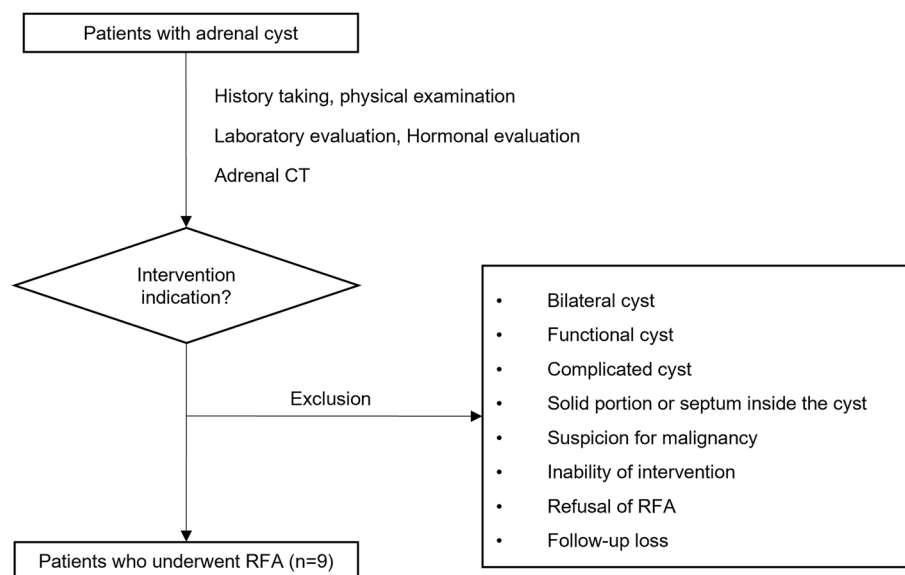 Patients with adrenal cyst
History taking, physical examination
Laboratory evaluation, Hormonal evaluation
Adrenal CT
Intervention
indication?
Exclusion
• Bilateral cyst
• Functional cyst
• Complicated cyst
• Solid portion or septum inside the cyst
• Suspicion for malignancy
• Inability of intervention
• Refusal of RFA
• Follow-up loss
Patients who underwent RFA (n=9)